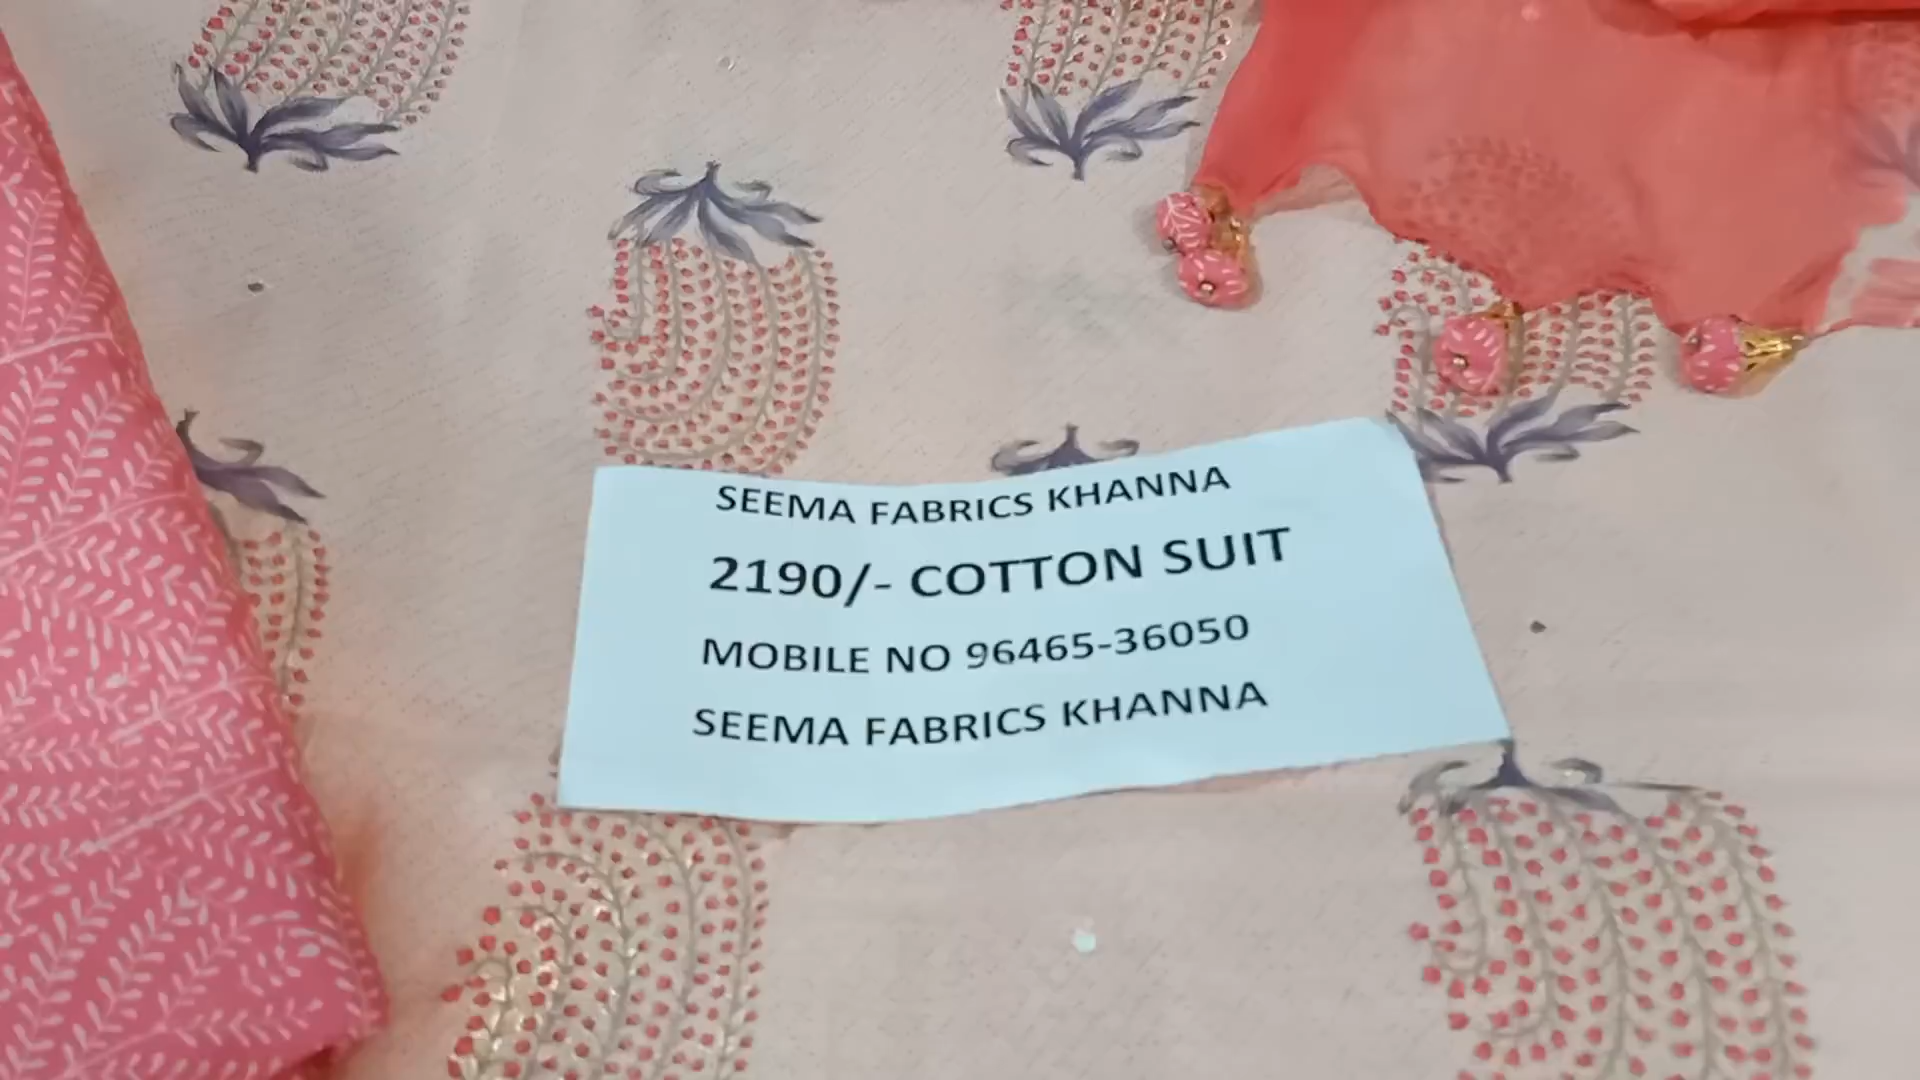 SEEMA FABRICS KHANNA
2190/- COTTON SUIT
MOBILE NO 96465-36050
SEEMA FABRICS KHANNA